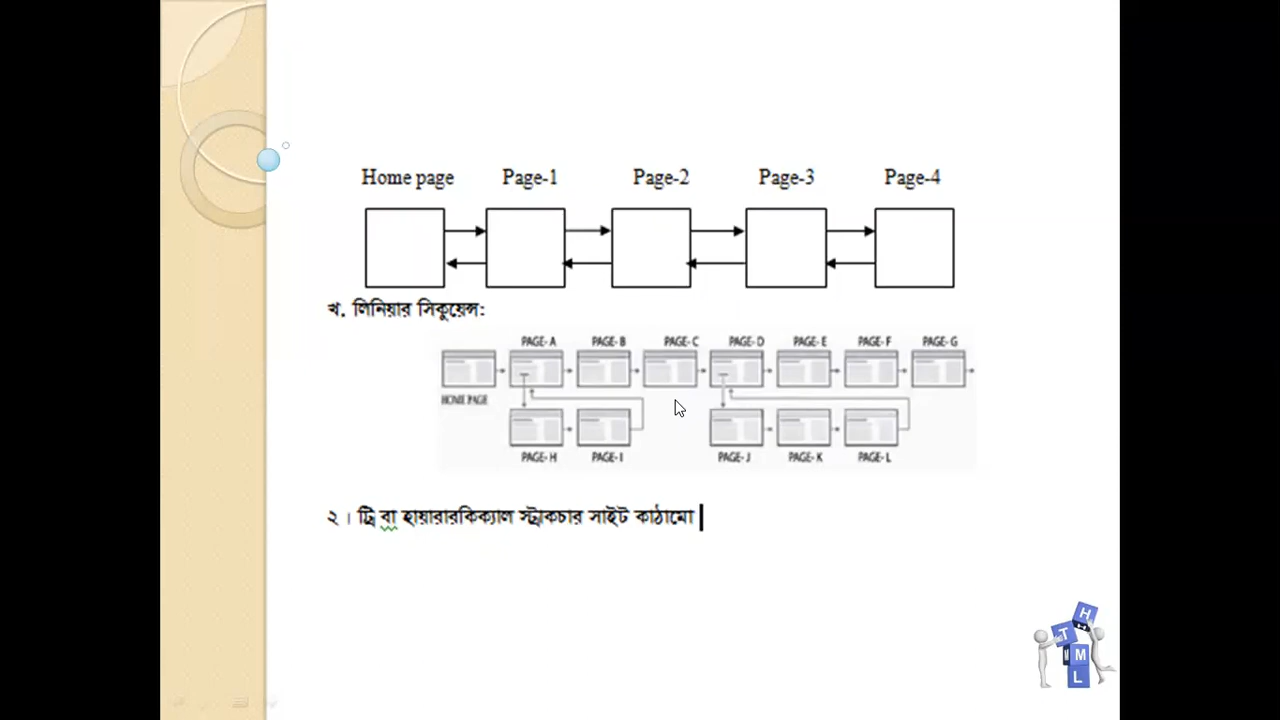 Home page Page-1 Page-2 Page-3 Page-4
খ. লিনিয়ার সিকুয়েন্স:
PAGE- A PAGE- B PAGE- C PAGE- D PAGE- E PAGE- F PAGE- G
HOME PAGE
PAGE- H PAGE- I PAGE- J PAGE- K PAGE- L
২। ট্রি বা হায়ারারকিক্যাল স্ট্রাকচার সাইট কাঠামো
H
T
M
L